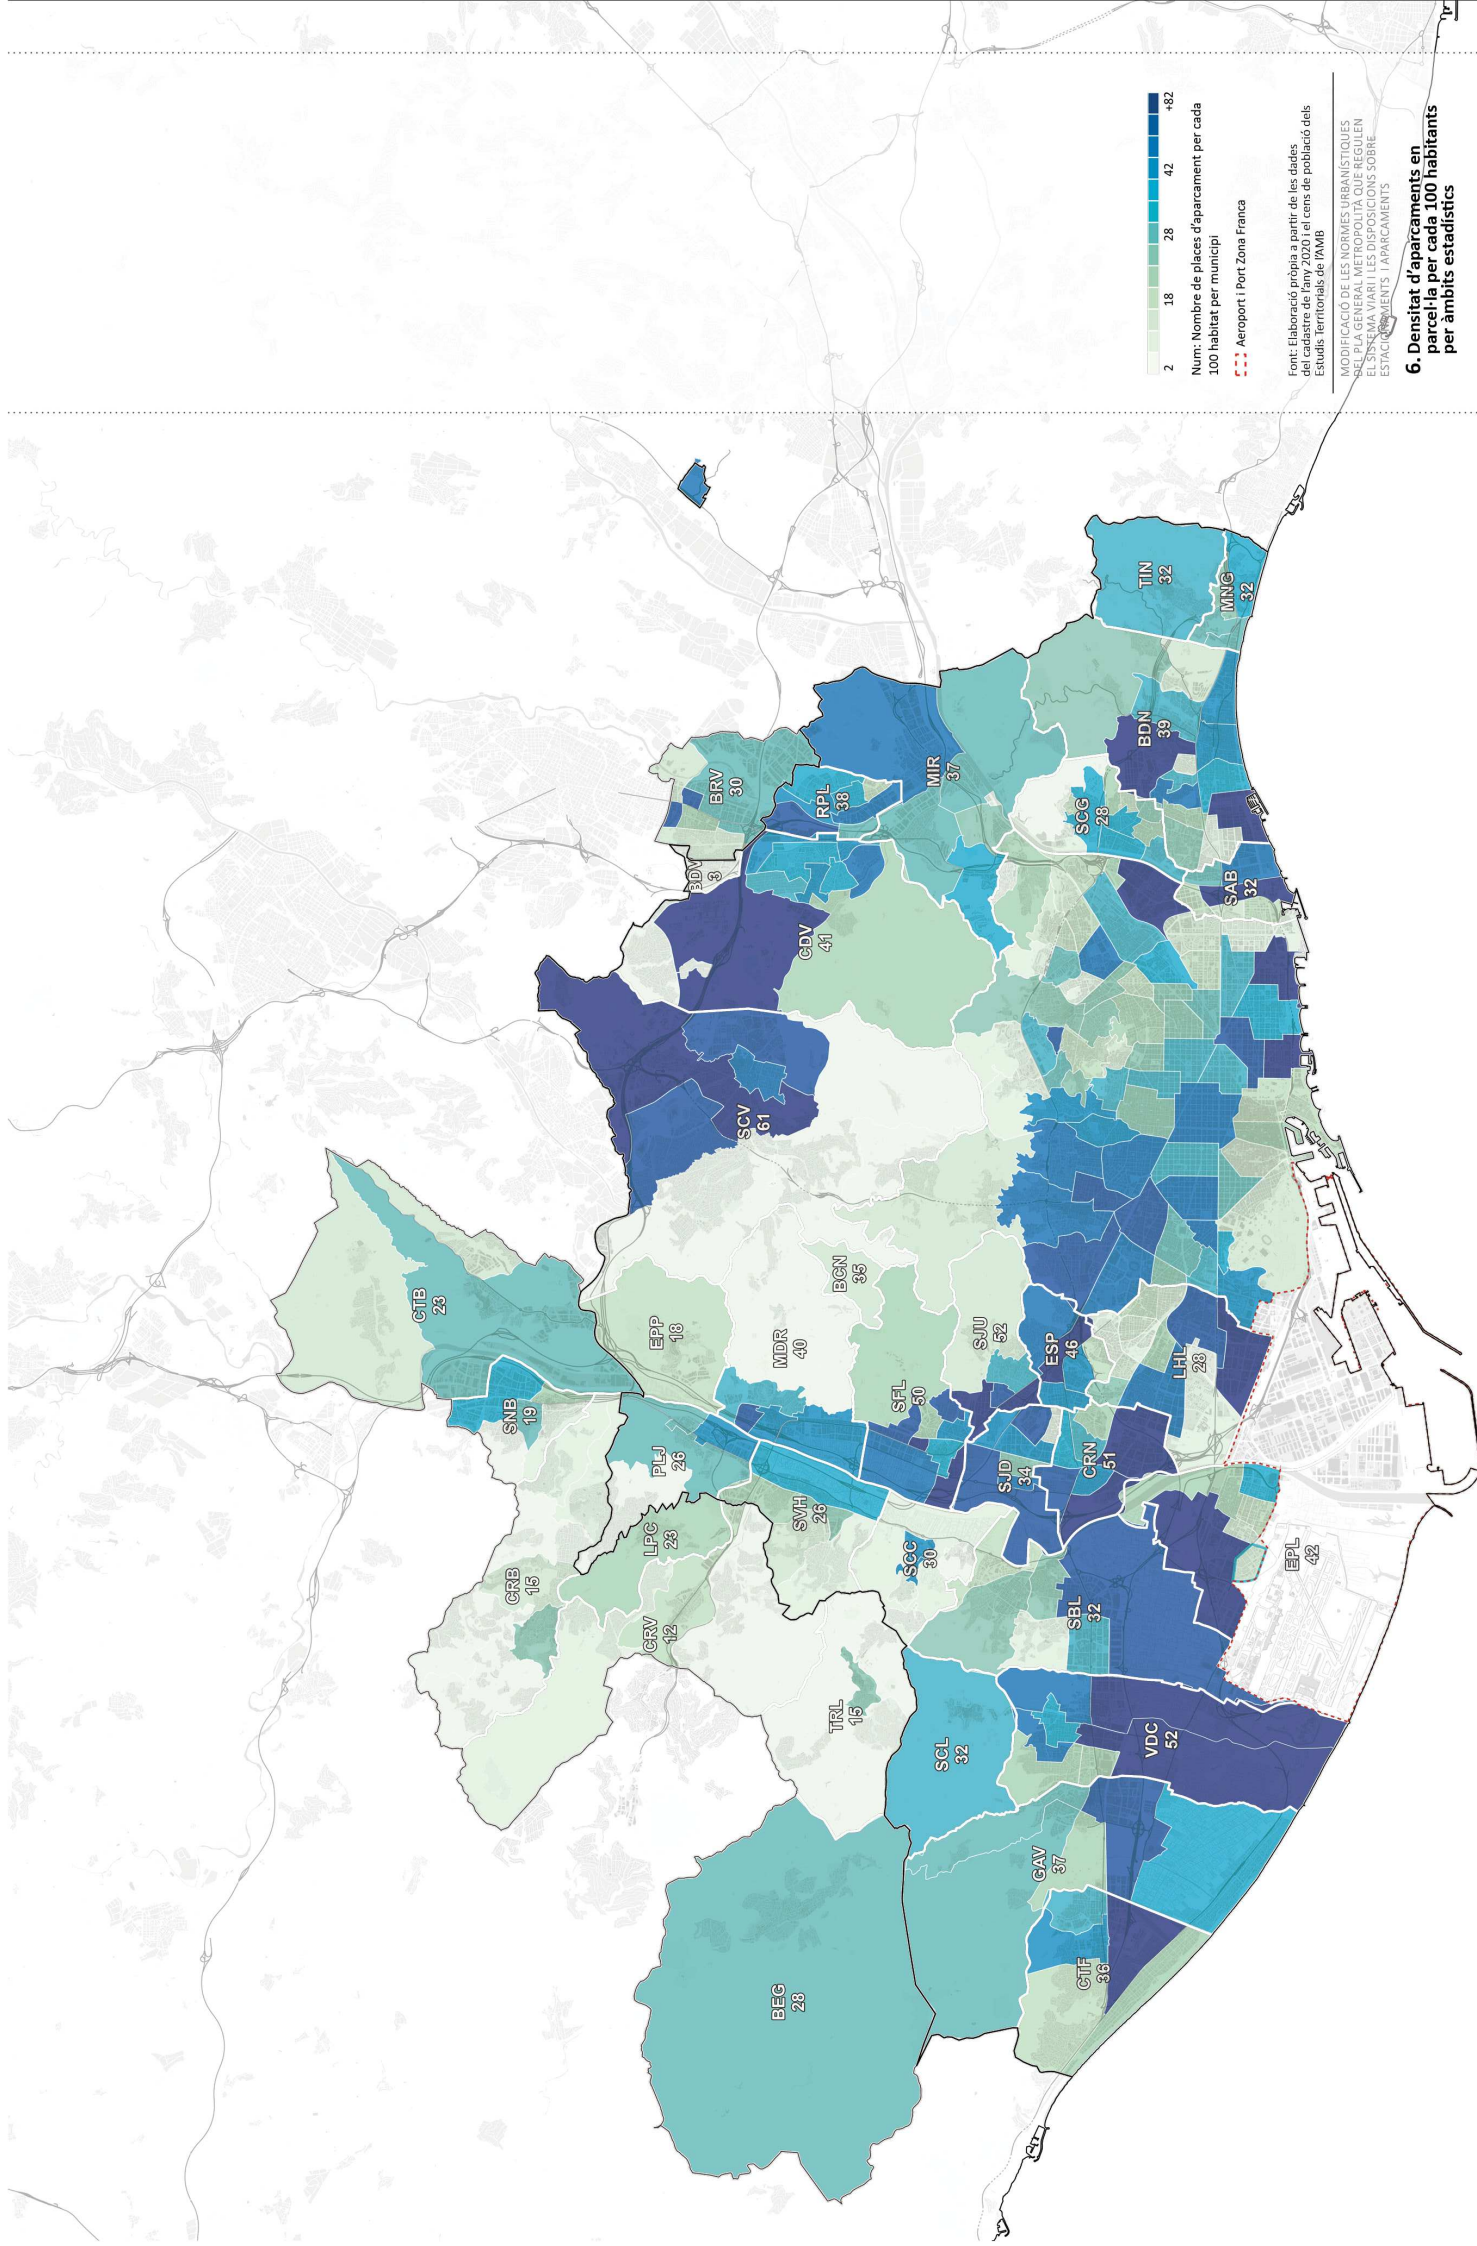 CTB
23
SNB
19
CRB
15
EPP
18
PLJ
26
LPC
23
CRV
12
TRL
15
SVH
26
MDR
40
BCN
35
SFL
50
SJU
52
ESP
46
SCV
61
BDV
3
CDV
41
BRV
30
RPL
38
MIR
37
SCG
28
BDN
39
TIN
32
MNG
32
SAB
32
LHL
28
CRN
51
SJD
34
SCC
30
SBL
32
SCL
32
EPL
42
VDC
52
GAV
37
CTF
36
BEG
28
2 18 28 42 +82
Num: Nombre de places d'aparcament per cada
100 habitat per municipi
Aeroport i Port Zona Franca
Font: Elaboració pròpia a partir de les dades
del cadastre de l'any 2020 i el cens de població dels
Estudis Territorials de l'AMB
MODIFICACIÓ DE LES NORMES URBANÍSTIQUES
DEL PLA GENERAL METROPOLITÀ QUE REGULEN
EL SISTEMA VIARI I LES DISPOSICIONS SOBRE
ESTACIONAMENTS I APARCAMENTS
6. Densitat d'aparcaments en
parcel·la per cada 100 habitants
per àmbits estadístics